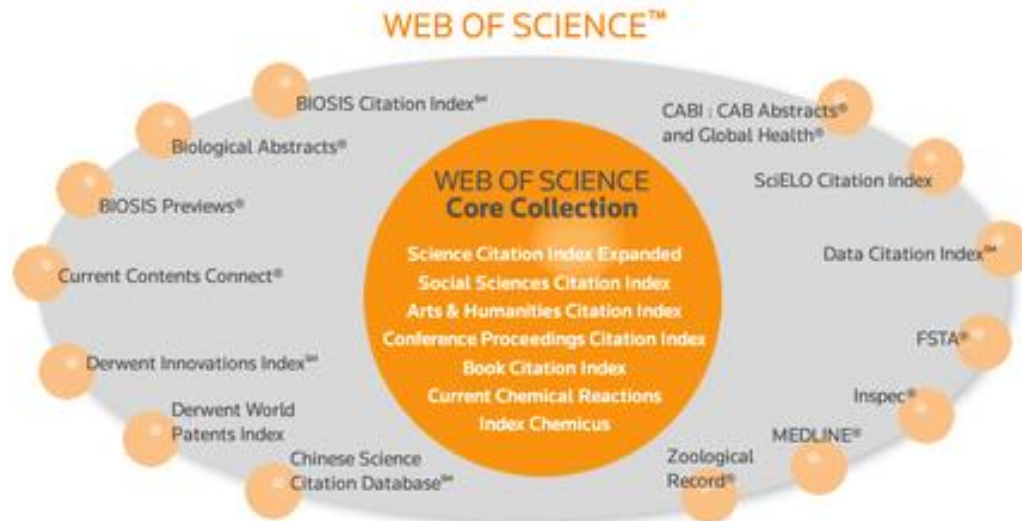 WEB OF SCIENCE™
BIOSIS Citation Index℠
Biological Abstracts®
BIOSIS Previews®
Current Contents Connect®
Derwent Innovations Index℠
Derwent World
Patents Index
Chinese Science
Citation Database℠
WEB OF SCIENCE
Core Collection
Science Citation Index Expanded
Social Sciences Citation Index
Arts & Humanities Citation Index
Conference Proceedings Citation Index
Book Citation Index
Current Chemical Reactions
Index Chemicus
CABI : CAB Abstracts®
and Global Health®
SciELO Citation Index
Data Citation Index℠
FSTA®
Inspec®
MEDLINE®
Zoological
Record®